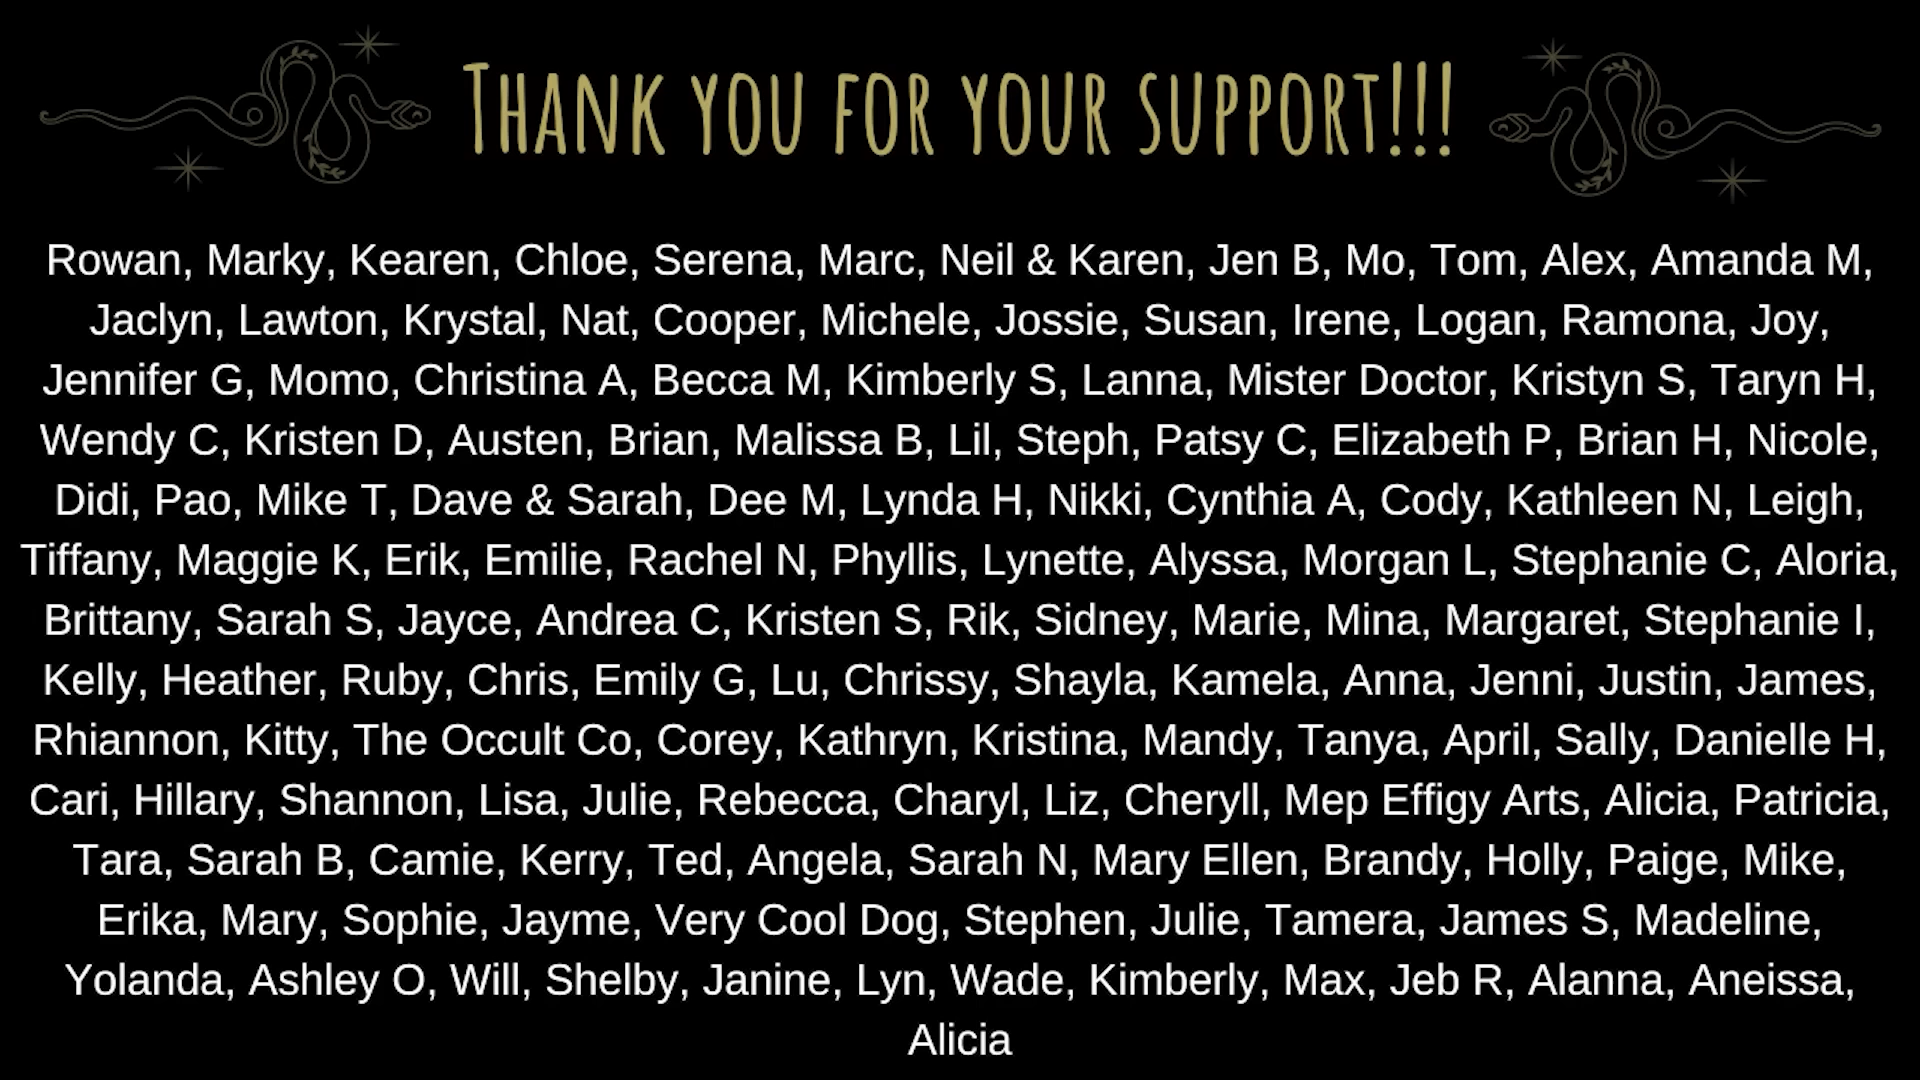 Thank you for your support!!!
Rowan, Marky, Kearen, Chloe, Serena, Marc, Neil & Karen, Jen B, Mo, Tom, Alex, Amanda M,
Jaclyn, Lawton, Krystal, Nat, Cooper, Michele, Jossie, Susan, Irene, Logan, Ramona, Joy,
Jennifer G, Momo, Christina A, Becca M, Kimberly S, Lanna, Mister Doctor, Kristyn S, Taryn H,
Wendy C, Kristen D, Austen, Brian, Malissa B, Lil, Steph, Patsy C, Elizabeth P, Brian H, Nicole,
Didi, Pao, Mike T, Dave & Sarah, Dee M, Lynda H, Nikki, Cynthia A, Cody, Kathleen N, Leigh,
Tiffany, Maggie K, Erik, Emilie, Rachel N, Phyllis, Lynette, Alyssa, Morgan L, Stephanie C, Aloria,
Brittany, Sarah S, Jayce, Andrea C, Kristen S, Rik, Sidney, Marie, Mina, Margaret, Stephanie I,
Kelly, Heather, Ruby, Chris, Emily G, Lu, Chrissy, Shayla, Kamela, Anna, Jenni, Justin, James,
Rhiannon, Kitty, The Occult Co, Corey, Kathryn, Kristina, Mandy, Tanya, April, Sally, Danielle H,
Cari, Hillary, Shannon, Lisa, Julie, Rebecca, Charyl, Liz, Cheryll, Mep Effigy Arts, Alicia, Patricia,
Tara, Sarah B, Camie, Kerry, Ted, Angela, Sarah N, Mary Ellen, Brandy, Holly, Paige, Mike,
Erika, Mary, Sophie, Jayme, Very Cool Dog, Stephen, Julie, Tamera, James S, Madeline,
Yolanda, Ashley O, Will, Shelby, Janine, Lyn, Wade, Kimberly, Max, Jeb R, Alanna, Aneissa,
Alicia